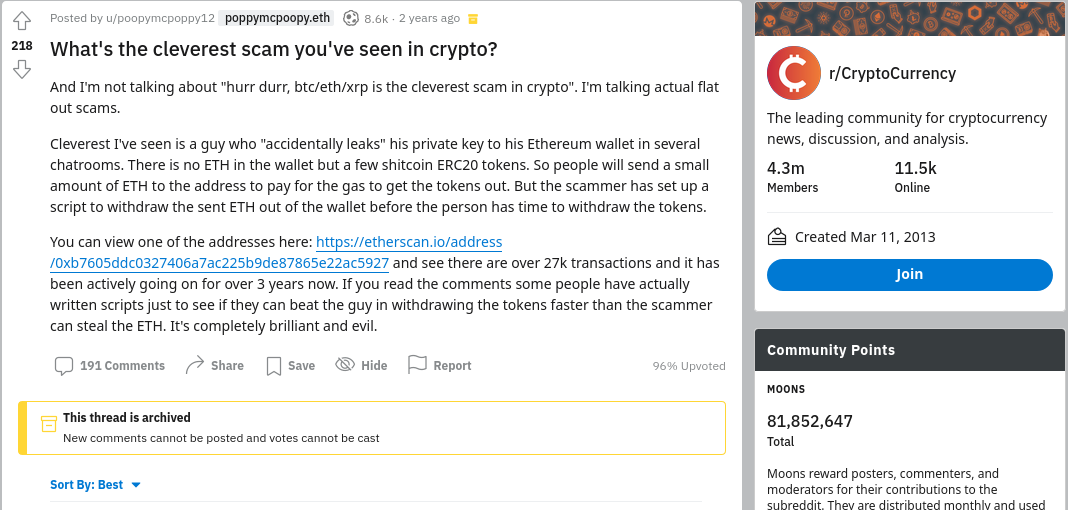 Posted by u/poopymcpoppy12 poppymcpoopy.eth 8.6k · 2 years ago
218
What's the cleverest scam you've seen in crypto?
And I'm not talking about "hurr durr, btc/eth/xrp is the cleverest scam in crypto". I'm talking actual flat
out scams.
Cleverest I've seen is a guy who "accidentally leaks" his private key to his Ethereum wallet in several
chatrooms. There is no ETH in the wallet but a few shitcoin ERC20 tokens. So people will send a small
amount of ETH to the address to pay for the gas to get the tokens out. But the scammer has set up a
script to withdraw the sent ETH out of the wallet before the person has time to withdraw the tokens.
You can view one of the addresses here: https://etherscan.io/address
/0xb7605ddc0327406a7ac225b9de87865e22ac5927 and see there are over 27k transactions and it has
been actively going on for over 3 years now. If you read the comments some people have actually
written scripts just to see if they can beat the guy in withdrawing the tokens faster than the scammer
can steal the ETH. It's completely brilliant and evil.
191 Comments Share Save Hide Report 96% Upvoted
This thread is archived
New comments cannot be posted and votes cannot be cast
Sort By: Best
r/CryptoCurrency
The leading community for cryptocurrency
news, discussion, and analysis.
4.3m 11.5k
Members Online
Created Mar 11, 2013
Join
Community Points
MOONS
81,852,647
Total
Moons reward posters, commenters, and
moderators for their contributions to the
subreddit. They are distributed monthly and used